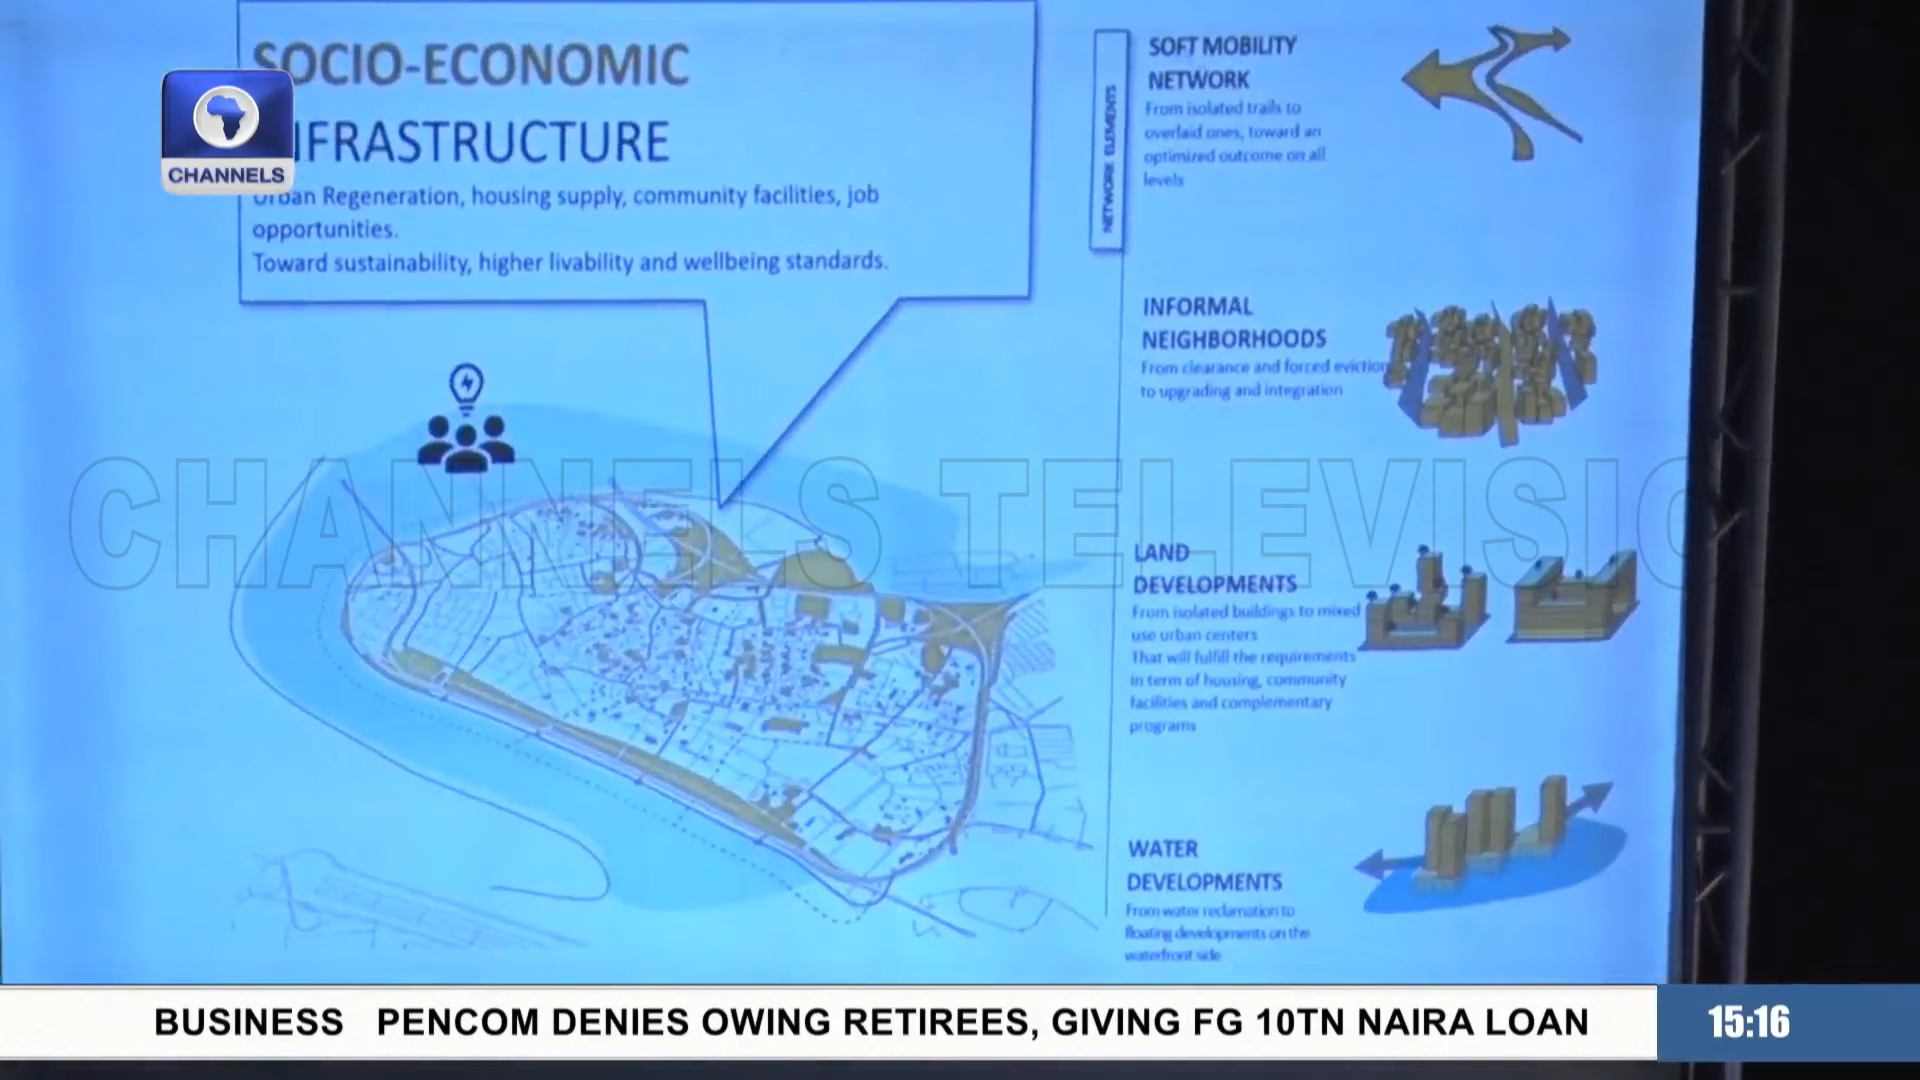 SOCIO-ECONOMIC
INFRASTRUCTURE
Urban Regeneration, housing supply, community facilities, job
opportunities.
Toward sustainability, higher livability and wellbeing standards.
CHANNELS
NETWORK ELEMENTS
SOFT MOBILITY
NETWORK
From isolated trails to
overlaid ones, toward an
optimized outcome on all
levels
INFORMAL
NEIGHBORHOODS
From clearance and forced eviction
to upgrading and integration
LAND
DEVELOPMENTS
From isolated buildings to mixed
use urban centers
That will fulfill the requirements
in term of housing, community
facilities and complementary
programs
WATER
DEVELOPMENTS
From water reclamation to
floating developments on the
waterfront side
CHANNELS TELEVISIO
BUSINESS PENCOM DENIES OWING RETIREES, GIVING FG 10TN NAIRA LOAN
15:16